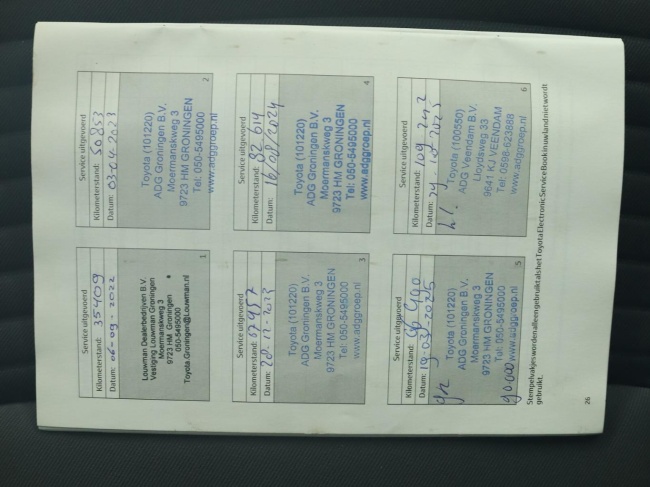 Service uitgevoerd
Kilometerstand: 35409
Datum: 06-09-2022
Louwman Dealerbedrijven B.V.
Vestiging Louwman Groningen
Moermanskweg 3
9723 HM Groningen
050-5495000
Toyota.Groningen@Louwman.nl
1
Service uitgevoerd
Kilometerstand: 50853
Datum: 03-04-2023
Toyota (101220)
ADG Groningen B.V.
Moermanskweg 3
9723 HM GRONINGEN
Tel: 050-5495000
www.adggroep.nl
2
Service uitgevoerd
Kilometerstand: 67957
Datum: 28-12-2023
Toyota (101220)
ADG Groningen B.V.
Moermanskweg 3
9723 HM GRONINGEN
Tel: 050-5495000
www.adggroep.nl
3
Service uitgevoerd
Kilometerstand: 82614
Datum: 16/08/2024
Toyota (101220)
ADG Groningen B.V.
Moermanskweg 3
9723 HM GRONINGEN
Tel: 050-5495000
www.adggroep.nl
4
Service uitgevoerd
Kilometerstand:
Datum: 19-03-2025
Toyota (101220)
ADG Groningen B.V.
Moermanskweg 3
9723 HM GRONINGEN
Tel: 050-5495000
90.000 www.adggroep.nl
5
Service uitgevoerd
Kilometerstand: 109
Datum: 2025
Toyota (100550)
ADG Veendam B.V.
Lloydsweg 33
9641 KJ VEENDAM
Tel: 0598-623888
www.adggroep.nl
6
Stempelvakjes worden alleen gebruikt als het Toyota Electronic Service Book in uw land niet wordt
gebruikt.
26